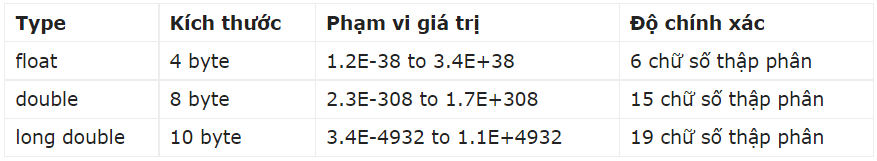 Type Kích thước Phạm vi giá trị Độ chính xác
float 4 byte 1.2E-38 to 3.4E+38 6 chữ số thập phân
double 8 byte 2.3E-308 to 1.7E+308 15 chữ số thập phân
long double 10 byte 3.4E-4932 to 1.1E+4932 19 chữ số thập phân